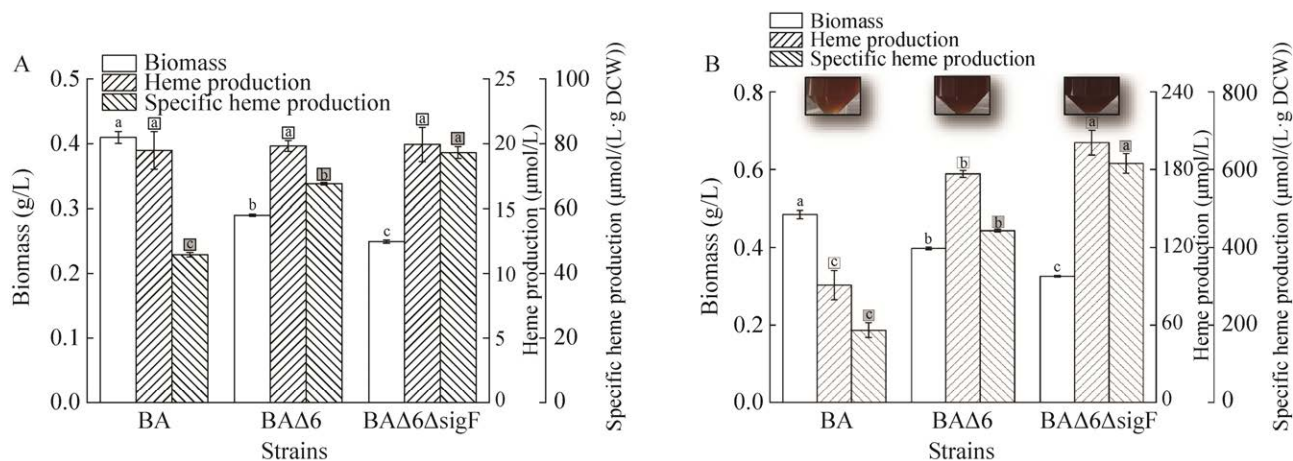 A
Biomass
Heme production
Specific heme production
Biomass (g/L)
0.5
0.4
0.3
0.2
0.1
0.0
a
a
c
b
a
b
c
a
a
BA
BAΔ6
BAΔ6ΔsigF
Strains
25
20
15
10
5
0
Heme production (μmol/L)
100
80
60
40
20
0
Specific heme production (μmol/(L·g DCW))
B
Biomass
Heme production
Spectific heme production
Biomass (g/L)
0.8
0.6
0.4
0.2
0.0
a
c
c
b
b
b
c
a
a
BA
BAΔ6
BAΔ6ΔsigF
Strains
240
180
120
60
0
Heme production (μmol/L)
800
600
400
200
0
Specific heme production (μmol/(L·g DCW))